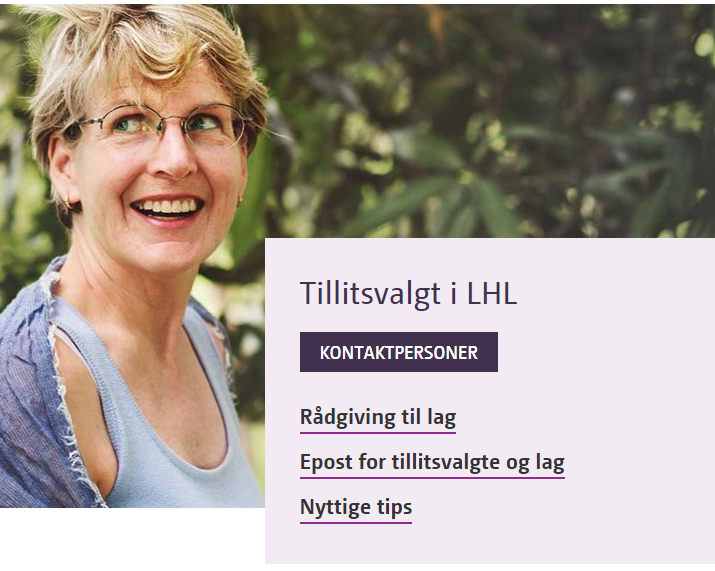 Tillitsvalgt i LHL
KONTAKTPERSONER
Rådgiving til lag
Epost for tillitsvalgte og lag
Nyttige tips